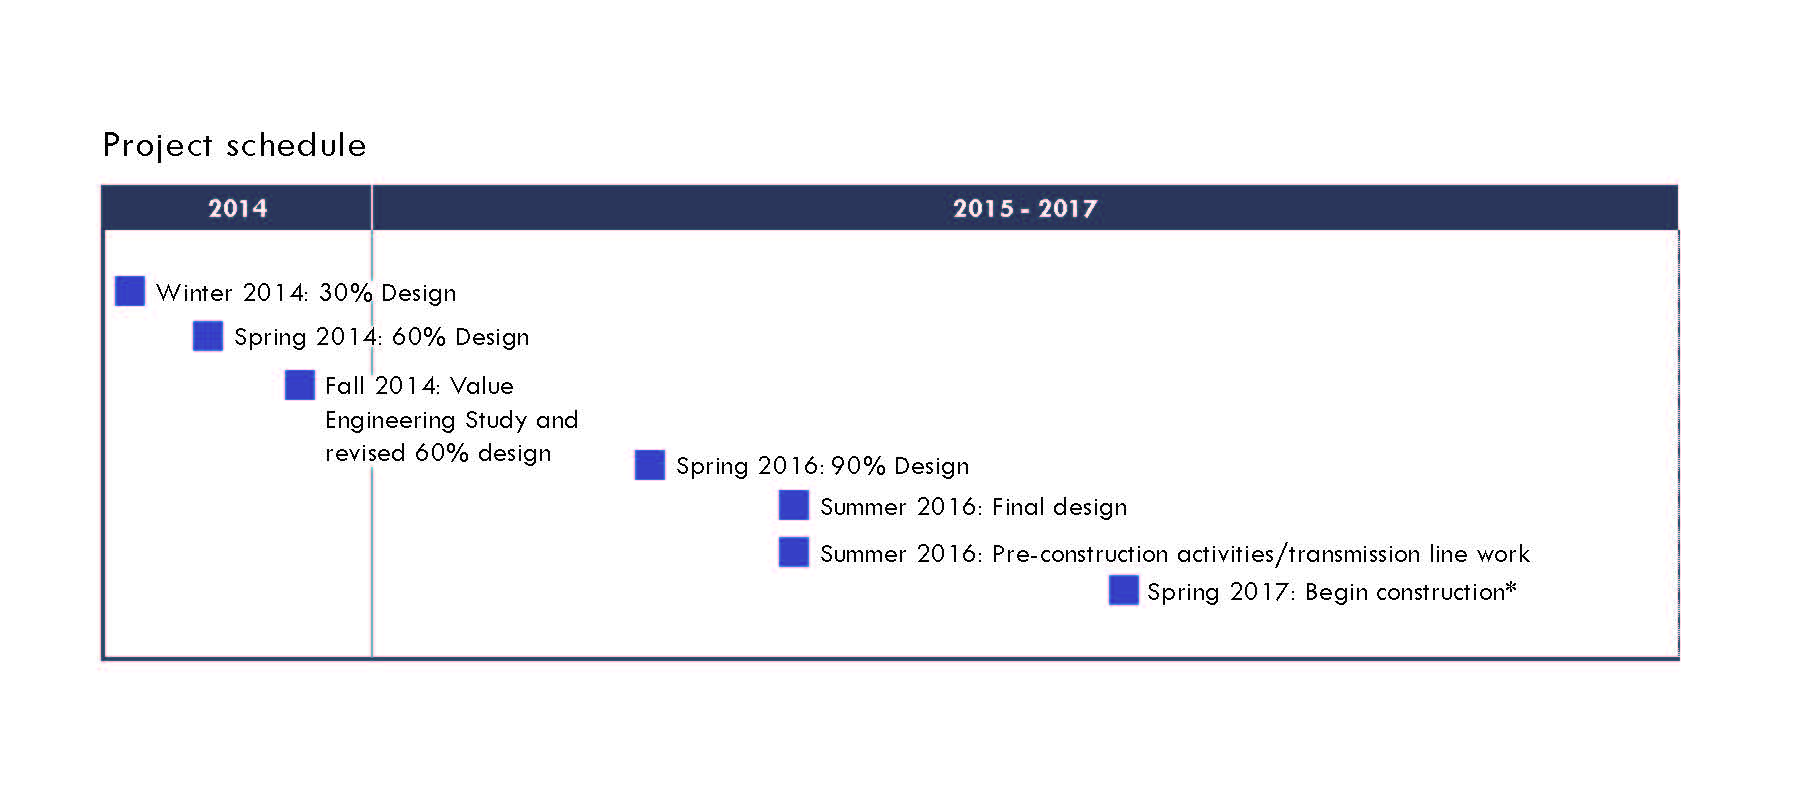 Project schedule
2014
2015 - 2017
Winter 2014: 30% Design
Spring 2014: 60% Design
Fall 2014: Value
Engineering Study and
revised 60% design
Spring 2016: 90% Design
Summer 2016: Final design
Summer 2016: Pre-construction activities/transmission line work
Spring 2017: Begin construction*